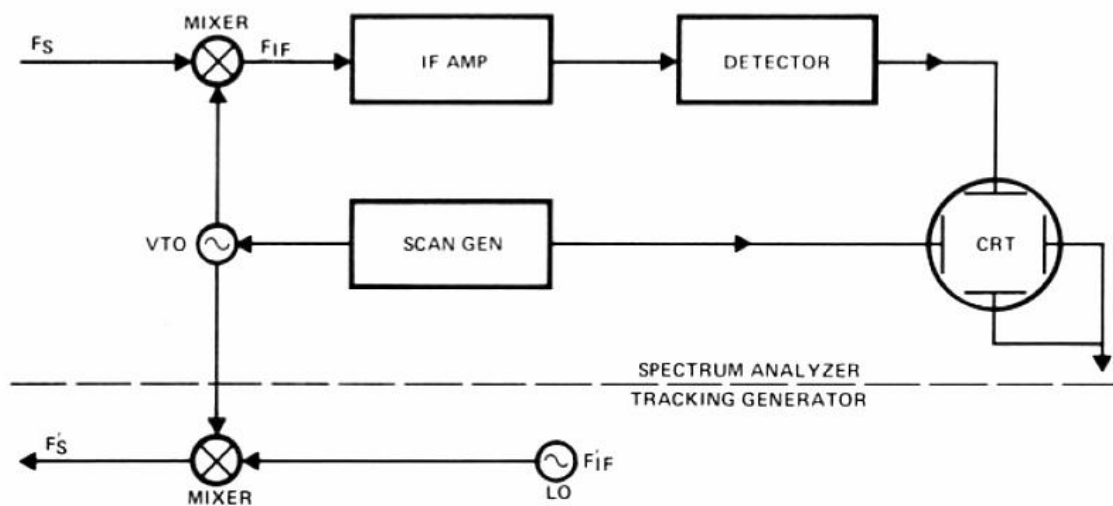 MIXER
FS
FIF
IF AMP
DETECTOR
VTO
SCAN GEN
CRT
SPECTRUM ANALYZER
TRACKING GENERATOR
F'S
MIXER
F'IF
LO